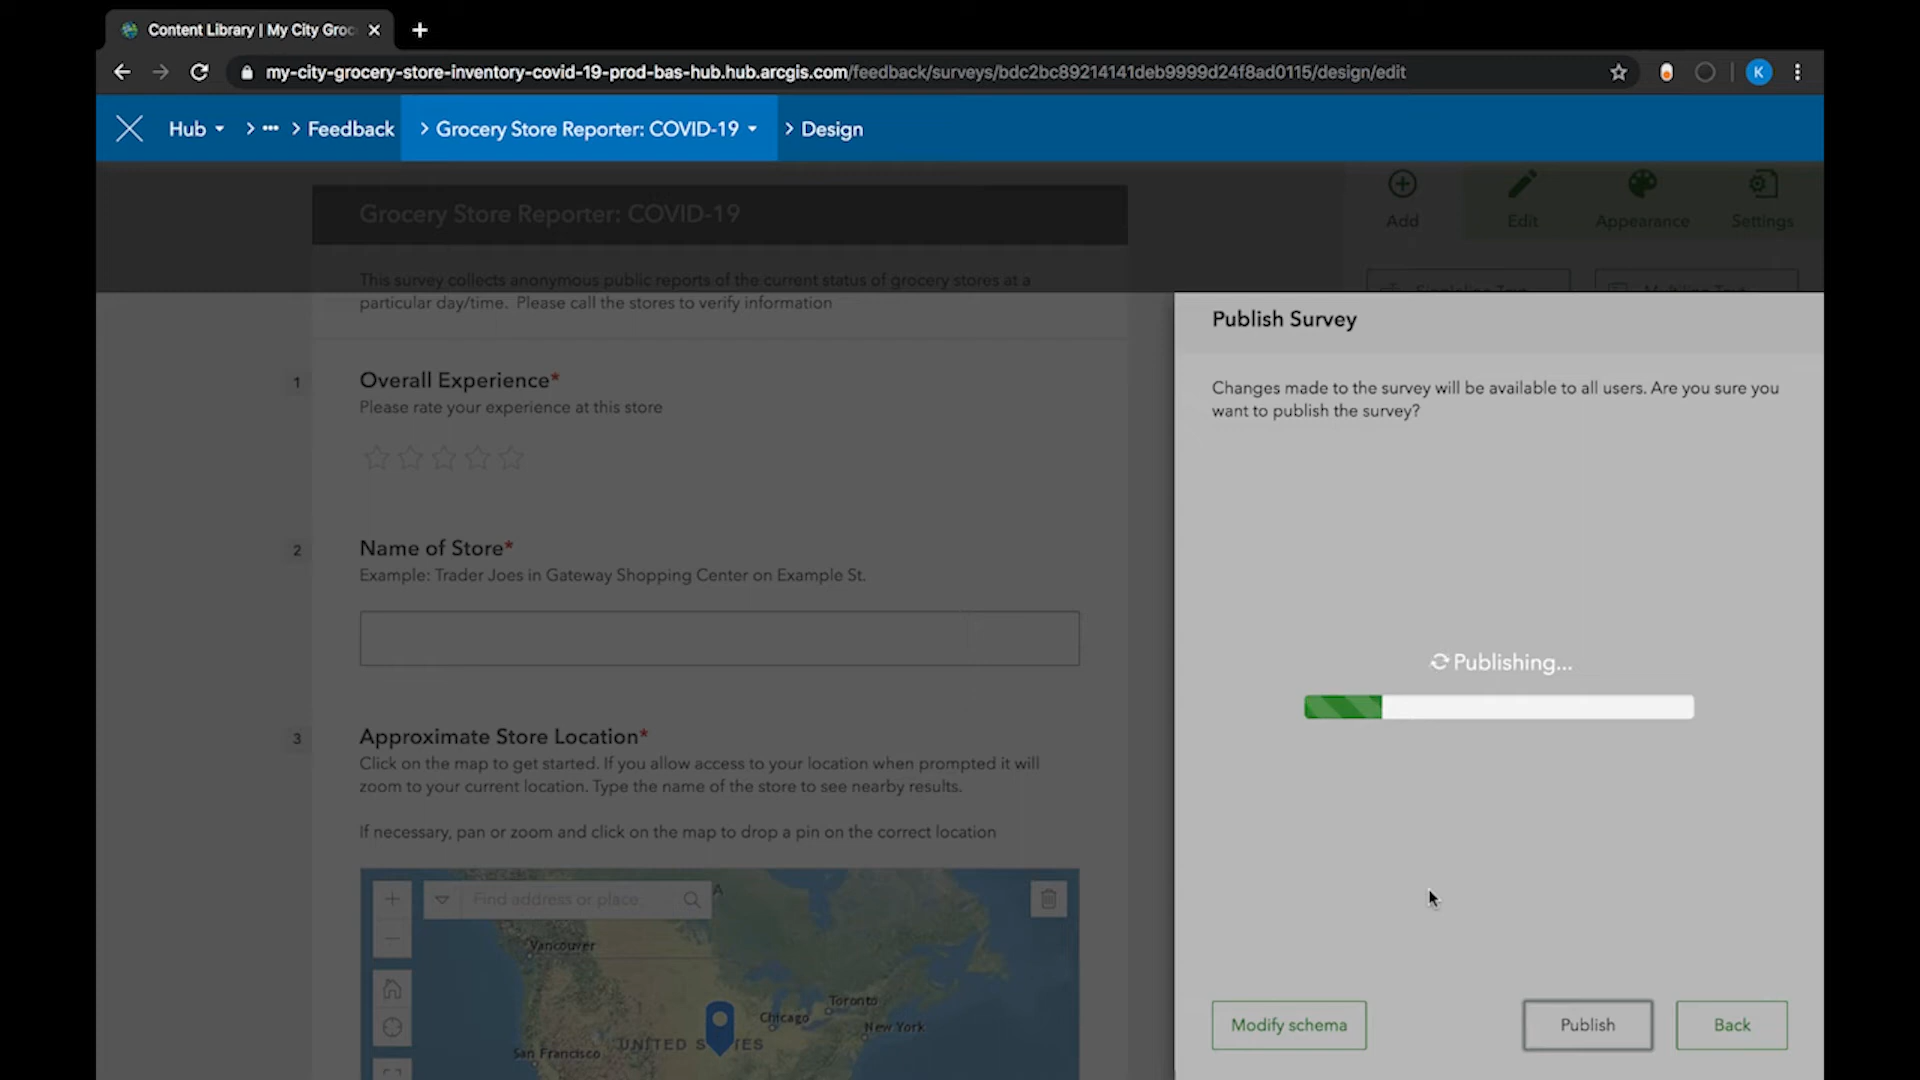 Content Library | My City Groc
my-city-grocery-store-inventory-covid-19-prod-bas-hub.hub.arcgis.com/feedback/surveys/bdc2bc89214141deb9999d24f8ad0115/design/edit
K
Hub > ••• > Feedback > Grocery Store Reporter: COVID-19 > Design
Grocery Store Reporter: COVID-19
Add Edit Appearance Settings
This survey collects anonymous public reports of the current status of grocery stores at a
particular day/time. Please call the stores to verify information
Publish Survey
Changes made to the survey will be available to all users. Are you sure you
want to publish the survey?
1 Overall Experience*
Please rate your experience at this store
2 Name of Store*
Example: Trader Joes in Gateway Shopping Center on Example St.
Publishing...
3 Approximate Store Location*
Click on the map to get started. If you allow access to your location when prompted it will
zoom to your current location. Type the name of the store to see nearby results.
If necessary, pan or zoom and click on the map to drop a pin on the correct location
Find address or place
A
Vancouver
Toronto
Chicago
New York
UNITED S TES
San Francisco
Modify schema Publish Back